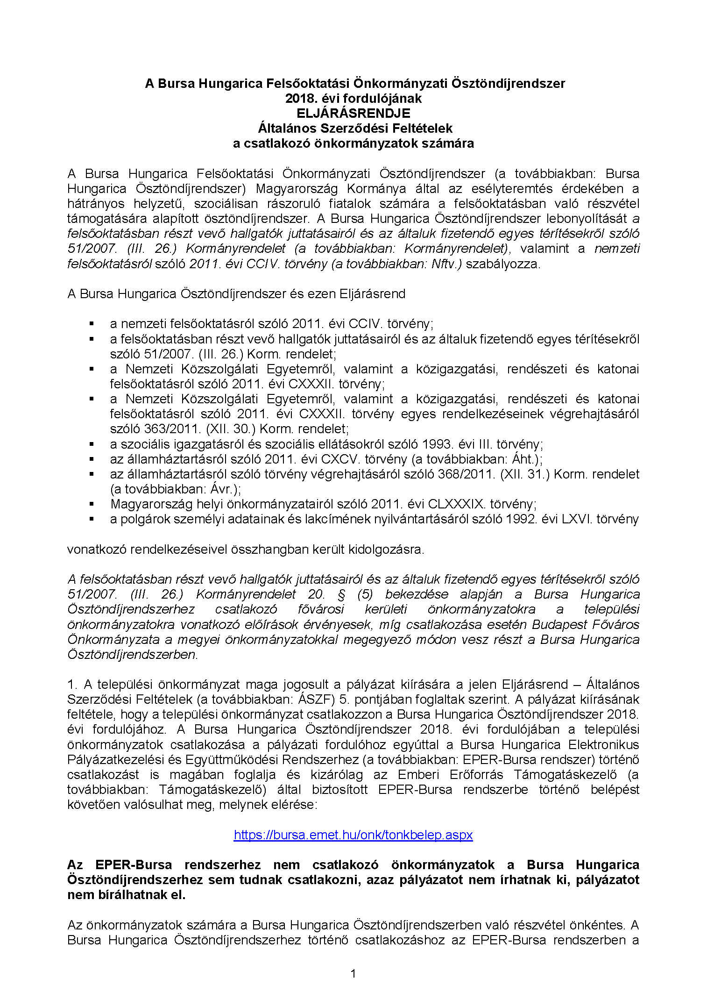 A Bursa Hungarica Felsőoktatási Önkormányzati Ösztöndíjrendszer
2018. évi fordulójának
ELJÁRÁSRENDJE
Általános Szerződési Feltételek
a csatlakozó önkormányzatok számára
A Bursa Hungarica Felsőoktatási Önkormányzati Ösztöndíjrendszer (a továbbiakban: Bursa
Hungarica Ösztöndíjrendszer) Magyarország Kormánya által az esélyteremtés érdekében a
hátrányos helyzetű, szociálisan rászoruló fiatalok számára a felsőoktatásban való részvétel
támogatására alapított ösztöndíjrendszer. A Bursa Hungarica Ösztöndíjrendszer lebonyolítását a
felsőoktatásban részt vevő hallgatók juttatásairól és az általuk fizetendő egyes térítésekről szóló
51/2007. (III. 26.) Kormányrendelet (a továbbiakban: Kormányrendelet), valamint a nemzeti
felsőoktatásról szóló 2011. évi CCIV. törvény (a továbbiakban: Nftv.) szabályozza.
A Bursa Hungarica Ösztöndíjrendszer és ezen Eljárásrend
▪ a nemzeti felsőoktatásról szóló 2011. évi CCIV. törvény;
▪ a felsőoktatásban részt vevő hallgatók juttatásairól és az általuk fizetendő egyes térítésekről
szóló 51/2007. (III. 26.) Korm. rendelet;
▪ a Nemzeti Közszolgálati Egyetemről, valamint a közigazgatási, rendészeti és katonai
felsőoktatásról szóló 2011. évi CXXXII. törvény;
▪ a Nemzeti Közszolgálati Egyetemről, valamint a közigazgatási, rendészeti és katonai
felsőoktatásról szóló 2011. évi CXXXII. törvény egyes rendelkezéseinek végrehajtásáról
szóló 363/2011. (XII. 30.) Korm. rendelet;
▪ a szociális igazgatásról és szociális ellátásokról szóló 1993. évi III. törvény;
▪ az államháztartásról szóló 2011. évi CXCV. törvény (a továbbiakban: Áht.);
▪ az államháztartásról szóló törvény végrehajtásáról szóló 368/2011. (XII. 31.) Korm. rendelet
(a továbbiakban: Ávr.);
▪ Magyarország helyi önkormányzatairól szóló 2011. évi CLXXXIX. törvény;
▪ a polgárok személyi adatainak és lakcímének nyilvántartásáról szóló 1992. évi LXVI. törvény
vonatkozó rendelkezéseivel összhangban került kidolgozásra.
A felsőoktatásban részt vevő hallgatók juttatásairól és az általuk fizetendő egyes térítésekről szóló
51/2007. (III. 26.) Kormányrendelet 20. § (5) bekezdése alapján a Bursa Hungarica
Ösztöndíjrendszerhez csatlakozó fővárosi kerületi önkormányzatokra a települési
önkormányzatokra vonatkozó előírások érvényesek, míg csatlakozása esetén Budapest Főváros
Önkormányzata a megyei önkormányzatokkal megegyező módon vesz részt a Bursa Hungarica
Ösztöndíjrendszerben.
1. A települési önkormányzat maga jogosult a pályázat kiírására a jelen Eljárásrend – Általános
Szerződési Feltételek (a továbbiakban: ÁSZF) 5. pontjában foglaltak szerint. A pályázat kiírásának
feltétele, hogy a települési önkormányzat csatlakozzon a Bursa Hungarica Ösztöndíjrendszer 2018.
évi fordulójához. A Bursa Hungarica Ösztöndíjrendszer 2018. évi fordulójában a települési
önkormányzatok csatlakozása a pályázati fordulóhoz egyúttal a Bursa Hungarica Elektronikus
Pályázatkezelési és Együttműködési Rendszerhez (a továbbiakban: EPER-Bursa rendszer) történő
csatlakozást is magában foglalja és kizárólag az Emberi Erőforrás Támogatáskezelő (a
továbbiakban: Támogatáskezelő) által biztosított EPER-Bursa rendszerbe történő belépést
követően valósulhat meg, melynek elérése:
https://bursa.emet.hu/onk/tonkbelep.aspx
Az EPER-Bursa rendszerhez nem csatlakozó önkormányzatok a Bursa Hungarica
Ösztöndíjrendszerhez sem tudnak csatlakozni, azaz pályázatot nem írhatnak ki, pályázatot
nem bírálhatnak el.
Az önkormányzatok számára a Bursa Hungarica Ösztöndíjrendszerben való részvétel önkéntes. A
Bursa Hungarica Ösztöndíjrendszerhez történő csatlakozáshoz az EPER-Bursa rendszerben a
1